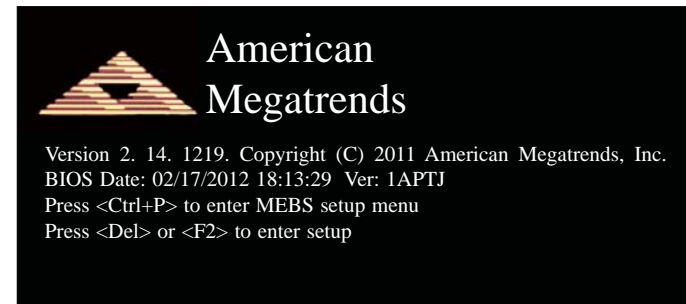 American
Megatrends
Version 2. 14. 1219. Copyright (C) 2011 American Megatrends, Inc.
BIOS Date: 02/17/2012 18:13:29 Ver: 1APTJ
Press <Ctrl+P> to enter MEBS setup menu
Press <Del> or <F2> to enter setup